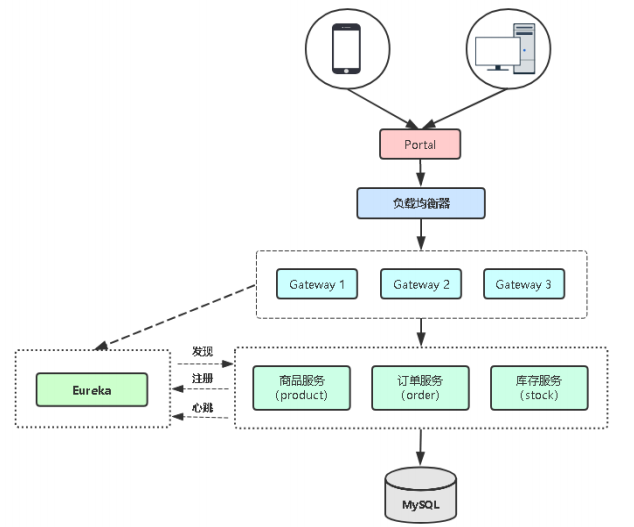 Portal
负载均衡器
Gateway 1
Gateway 2
Gateway 3
发现
注册
心跳
Eureka
商品服务
(product)
订单服务
(order)
库存服务
(stock)
MySQL